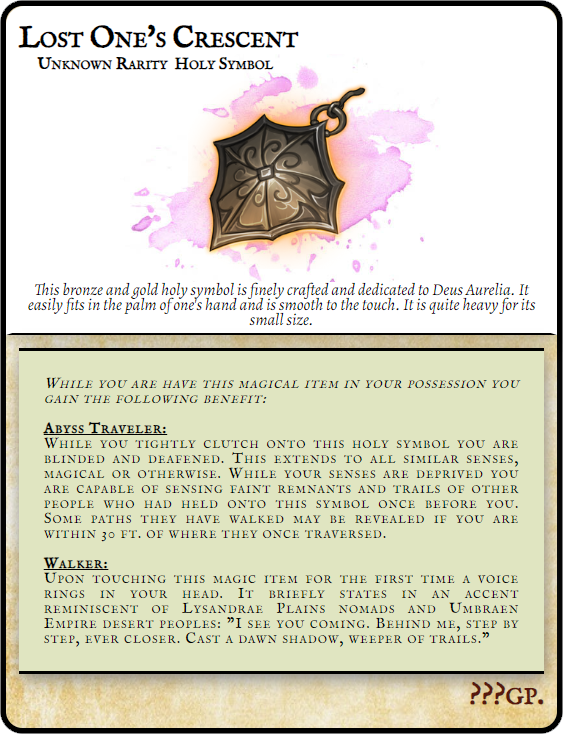 Lost One's Crescent
Unknown Rarity Holy Symbol
This bronze and gold holy symbol is finely crafted and dedicated to Deus Aurelia. It
easily fits in the palm of one's hand and is smooth to the touch. It is quite heavy for its
small size.
While you are have this magical item in your possession you
gain the following benefit:
Abyss Traveler:
While you tightly clutch onto this holy symbol you are
blinded and deafened. This extends to all similar senses,
magical or otherwise. While your senses are deprived you
are capable of sensing faint remnants and trails of other
people who had held onto this symbol once before you.
Some paths they have walked may be revealed if you are
within 30 ft. of where they once traversed.
Walker:
Upon touching this magic item for the first time a voice
rings in your head. It briefly states in an accent
reminiscent of Lysandrae Plains nomads and Umbraen
Empire desert peoples: "I see you coming. Behind me, step by
step, ever closer. Cast a dawn shadow, weeper of trails."
???gp.